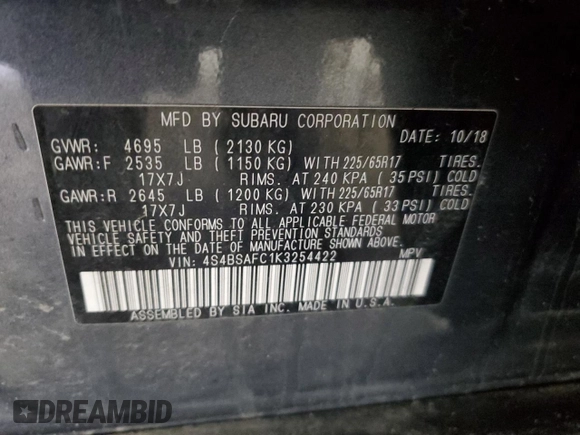 MFD BY SUBARU CORPORATION
GVWR: 4695 LB ( 2130 KG) DATE: 10/18
GAWR:F 2535 LB ( 1150 KG) WITH 225/65R17 TIRES.
17X7J RIMS. AT 240 KPA ( 35 PSI) COLD
GAWR:R 2645 LB ( 1200 KG) WITH 225/65R17 TIRES.
17X7J RIMS. AT 230 KPA ( 33 PSI) COLD
THIS VEHICLE CONFORMS TO ALL APPLICABLE FEDERAL MOTOR
VEHICLE SAFETY AND THEFT PREVENTION STANDARDS
IN EFFECT ON THE DATE OF MANUFACTURE SHOWN ABOVE.
VIN: 4S4BSAFC1K3254422 MPV
ASSEMBLED BY SIA INC. MADE IN U.S.A.
DREAMBID